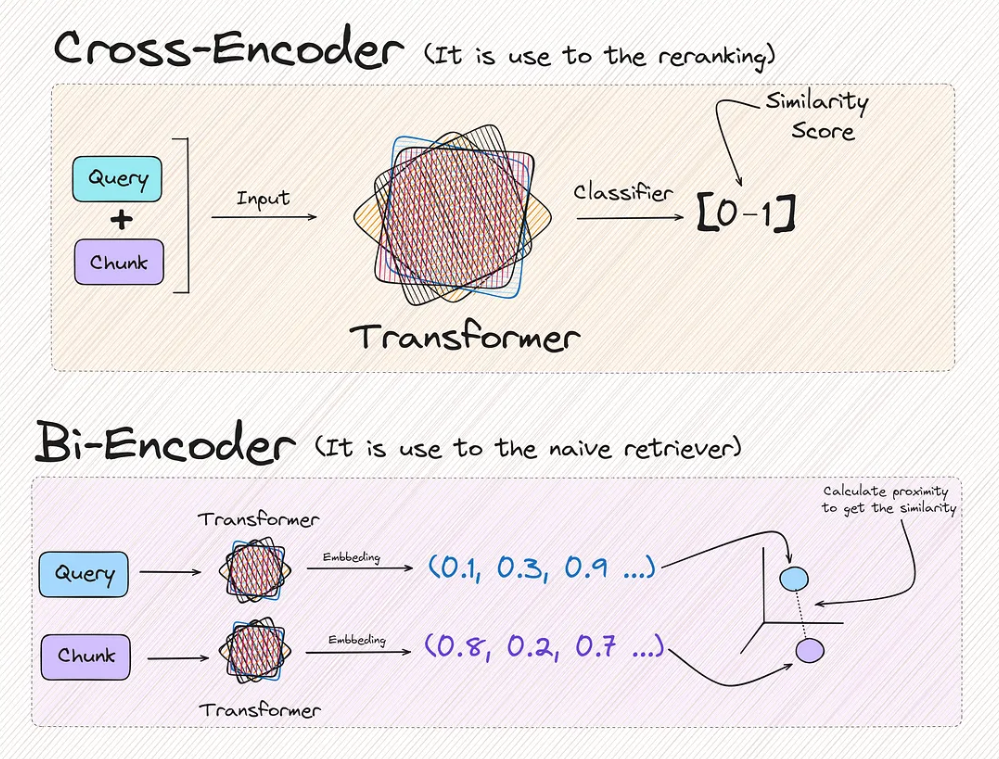 Cross-Encoder (It is use to the reranking)
Similarity
Score
Query
+
Chunk
Input
Transformer
Classifier
[0-1]
Bi-Encoder (It is use to the naive retriever)
Calculate proximity
to get the similarity
Transformer
Query
Embbeding
(0.1, 0.3, 0.9 ...)
Chunk
Embbeding
(0.8, 0.2, 0.7 ...)
Transformer